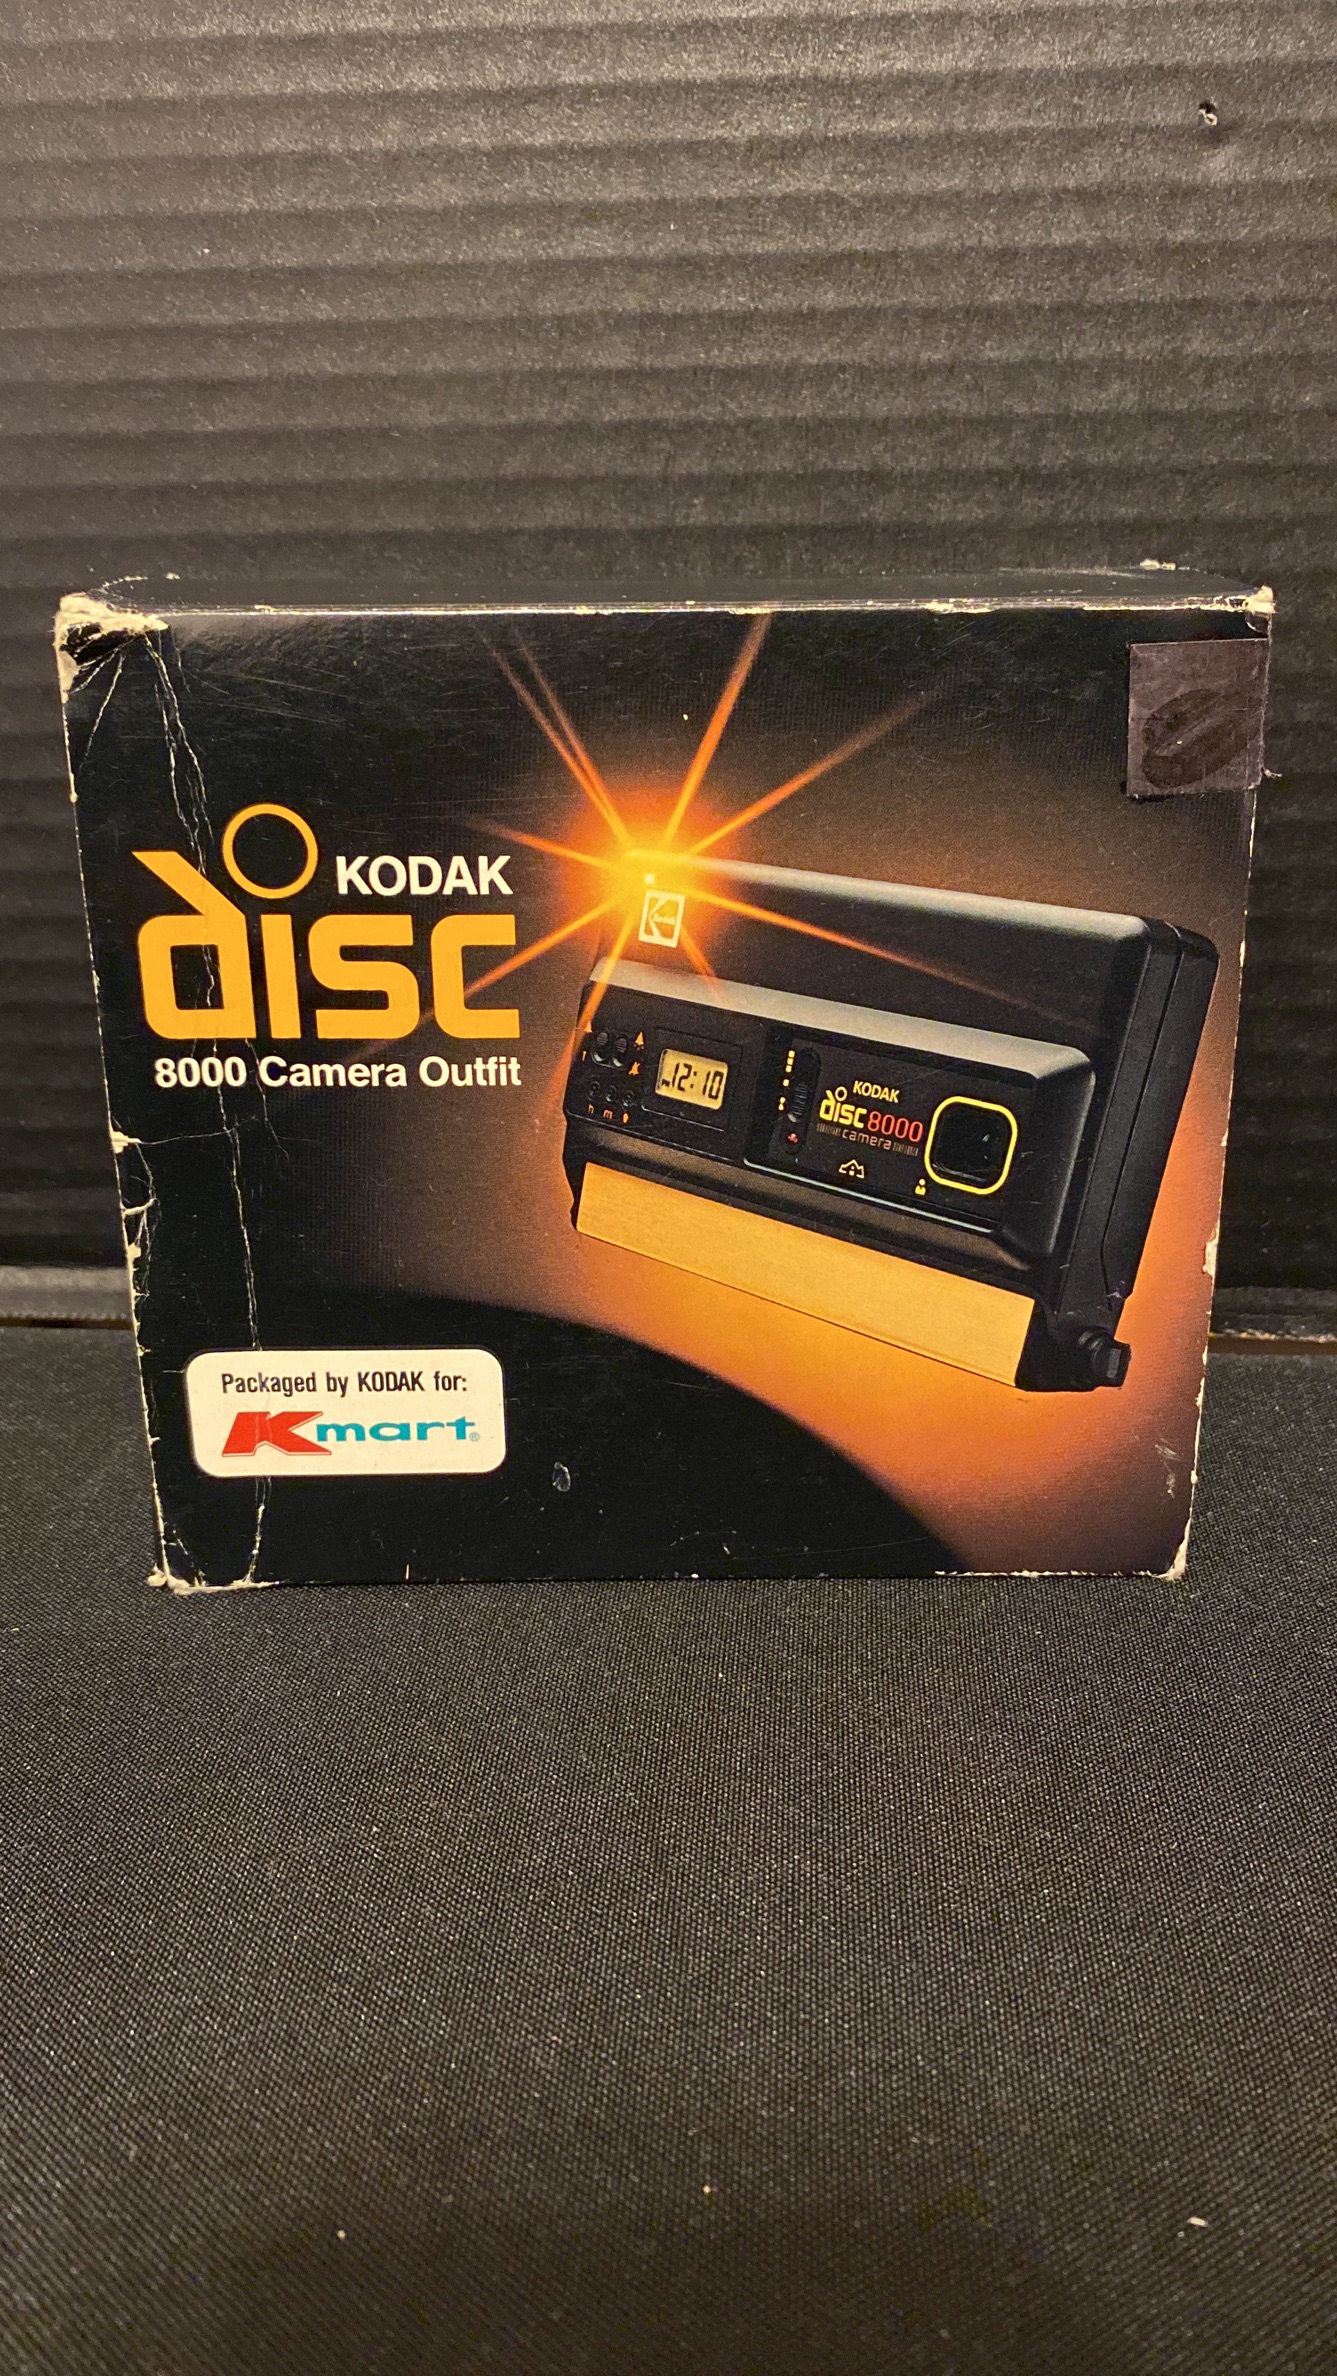 KODAK
disc
8000 Camera Outfit
12:10
KODAK
disc 8000
camera
h m
Packaged by KODAK for:
Kmart®